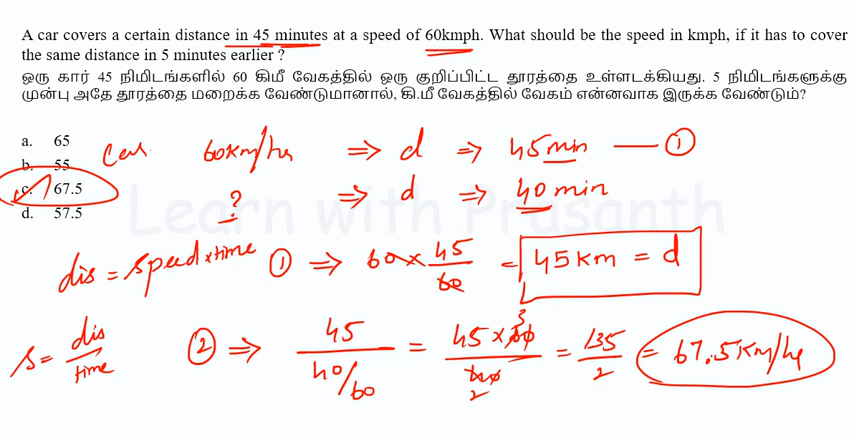 A car covers a certain distance in 45 minutes at a speed of 60kmph. What should be the speed in kmph, if it has to cover
the same distance in 5 minutes earlier ?
ஒரு கார் 45 நிமிடங்களில் 60 கிமீ வேகத்தில் ஒரு குறிப்பிட்ட தூரத்தை உள்ளடக்கியது. 5 நிமிடங்களுக்கு
முன்பு அதே தூரத்தை மறைக்க வேண்டுமானால், கி.மீ வேகத்தில் வேகம் என்னவாக இருக்க வேண்டும்?
a. 65
b. 55
c. 67.5
d. 57.5
Car 60km/hr ⇒ d ⇒ 45min — ①
? ⇒ d ⇒ 40min
Learn with Prasanth
dis = speed × time ① ⇒ 60 × 45/60 = 45km = d
s = dis/time ② ⇒ 45/40/60 = 45 × 60 3/40 2 = 135/2 = 67.5km/hr